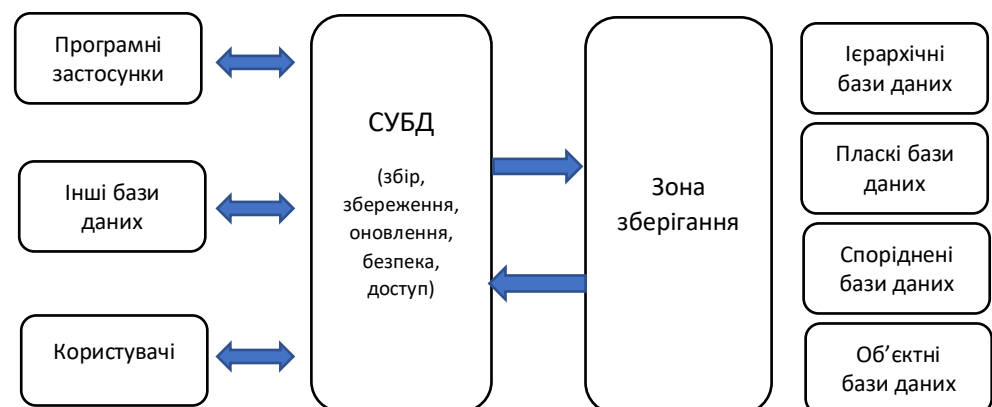 Програмні
застосунки
Інші бази
даних
Користувачі
СУБД
(збір,
збереження,
оновлення,
безпека,
доступ)
Зона
зберігання
Ієрархічні
бази даних
Пласкі бази
даних
Споріднені
бази даних
Об’єктні
бази даних